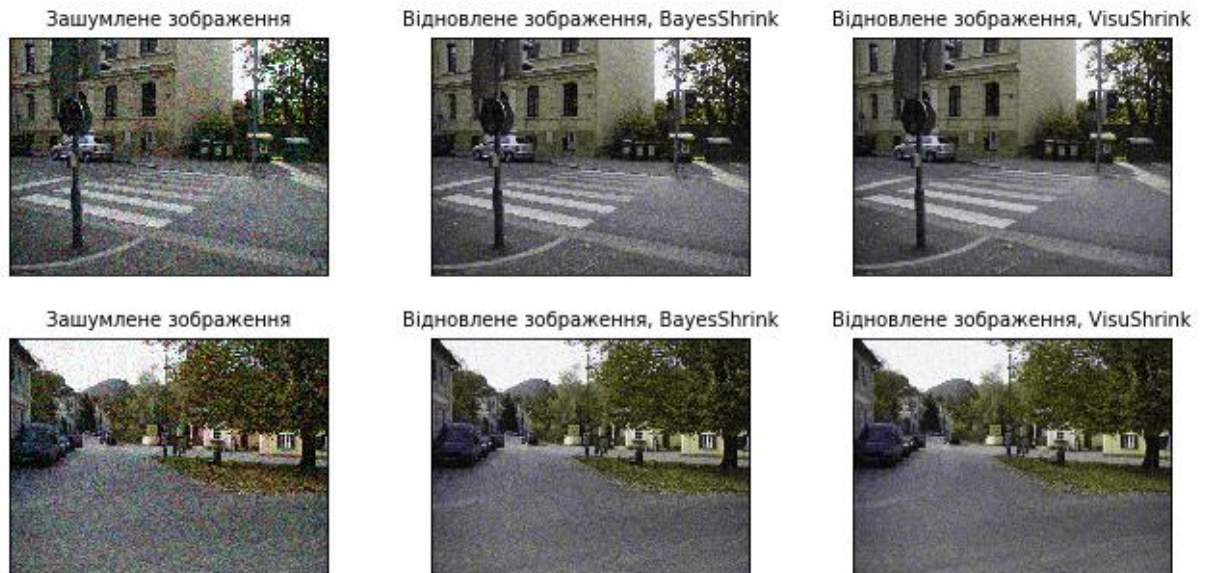 Зашумлене зображення
Відновлене зображення, BayesShrink
Відновлене зображення, VisuShrink
Зашумлене зображення
Відновлене зображення, BayesShrink
Відновлене зображення, VisuShrink